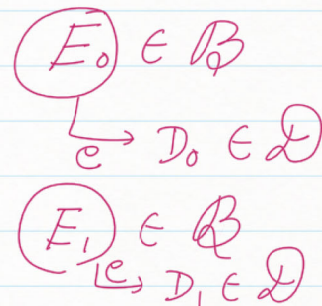 E₀ ∈ ℬ
e → D₀ ∈ 𝒟
E₁ ∈ ℬ
e → D₁ ∈ 𝒟